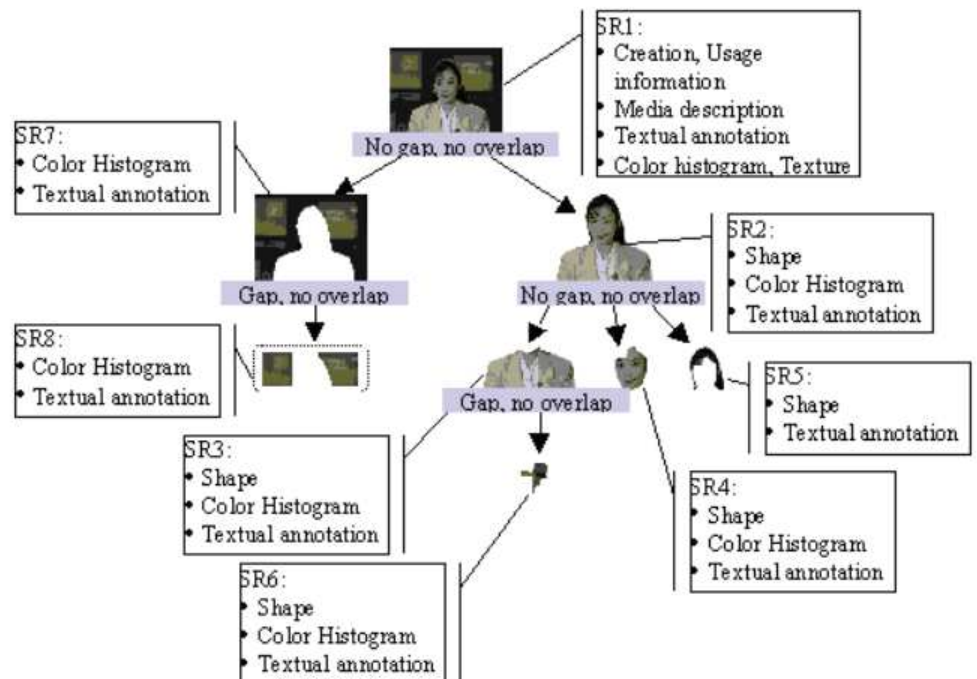 SR1:
• Creation, Usage
information
• Media description
• Textual annotation
• Color histogram, Texture
No gap, no overlap
SR7:
• Color Histogram
• Textual annotation
SR2:
• Shape
• Color Histogram
• Textual annotation
Gap, no overlap
No gap, no overlap
SR8:
• Color Histogram
• Textual annotation
SR5:
• Shape
• Textual annotation
Gap, no overlap
SR3:
• Shape
• Color Histogram
• Textual annotation
SR4:
• Shape
• Color Histogram
• Textual annotation
SR6:
• Shape
• Color Histogram
• Textual annotation